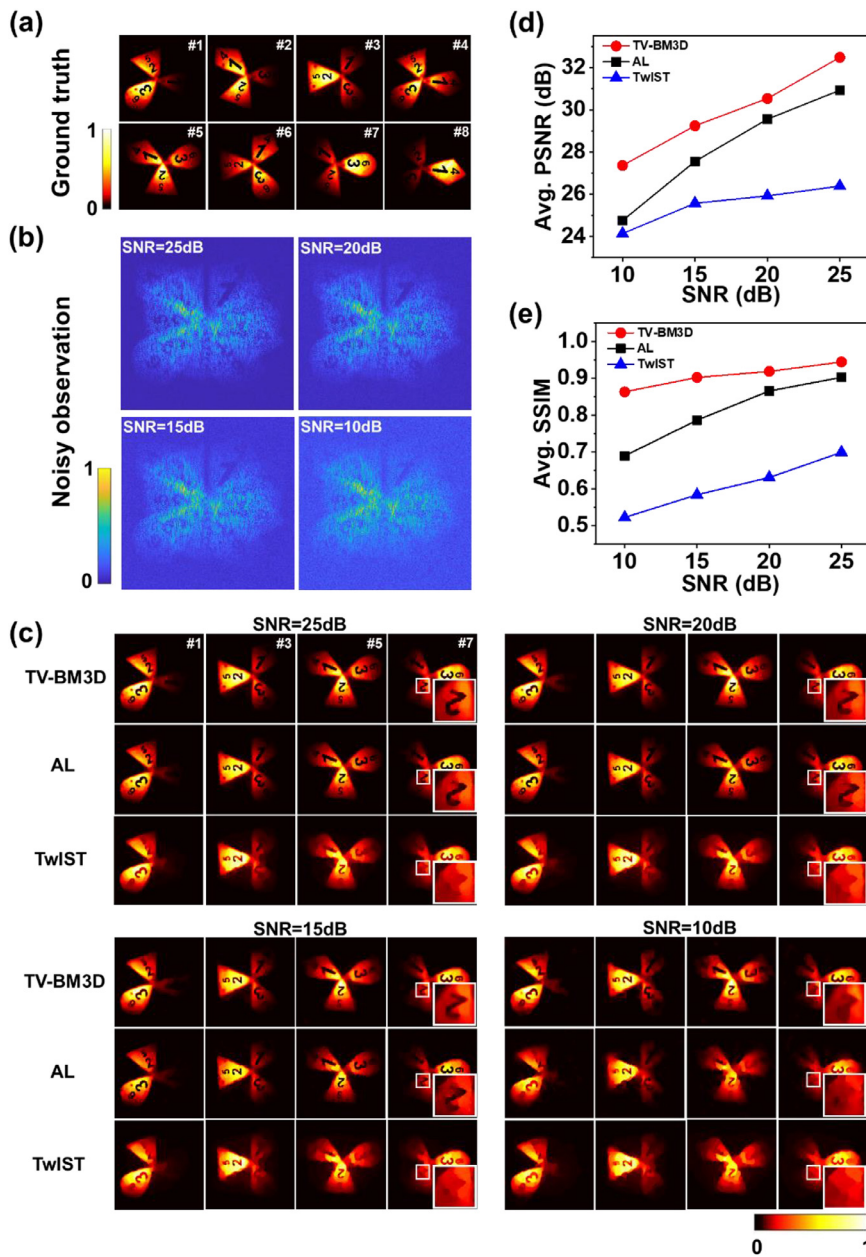 (a)
Ground truth
1
0
#1
#2
#3
#4
#5
#6
#7
#8
(b)
Noisy observation
1
0
SNR=25dB
SNR=20dB
SNR=15dB
SNR=10dB
(d)
TV-BM3D
AL
TwIST
Avg. PSNR (dB)
32
30
28
26
24
10 15 20 25
SNR (dB)
(e)
TV-BM3D
AL
TwIST
Avg. SSIM
1.0
0.9
0.8
0.7
0.6
0.5
10 15 20 25
SNR (dB)
(c)
SNR=25dB
#1 #3 #5 #7
TV-BM3D
AL
TwIST
SNR=20dB
SNR=15dB
TV-BM3D
AL
TwIST
SNR=10dB
0 1